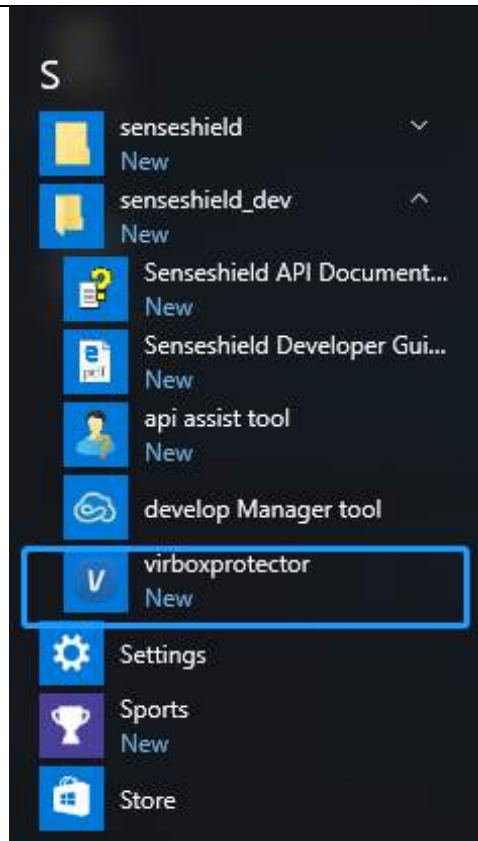 S
senseshield
New
senseshield_dev
New
Senseshield API Document...
New
Senseshield Developer Gui...
New
api assist tool
New
develop Manager tool
virboxprotector
New
Settings
Sports
New
Store